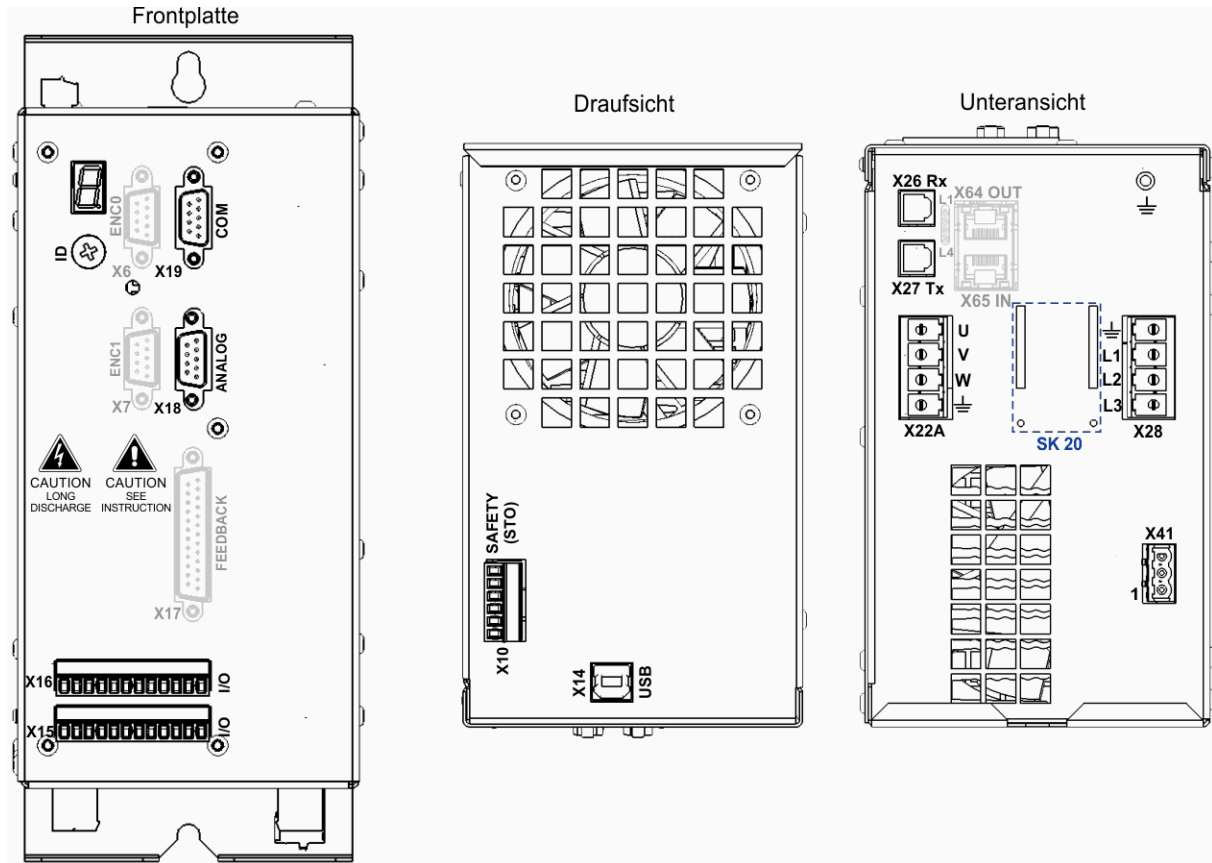 Frontplatte
ENC0
COM
ID
X6
X19
ENC1
ANALOG
X7
X18
CAUTION
LONG
DISCHARGE
CAUTION
SEE
INSTRUCTION
FEEDBACK
X17
X16
I/O
X15
I/O
Draufsicht
SAFETY
(STO)
X10
X14
USB
Unteransicht
X26 Rx
X64 OUT
L1
L4
X27 Tx
X65 IN
U
V
W
X22A
SK 20
L1
L2
L3
X28
X41
1